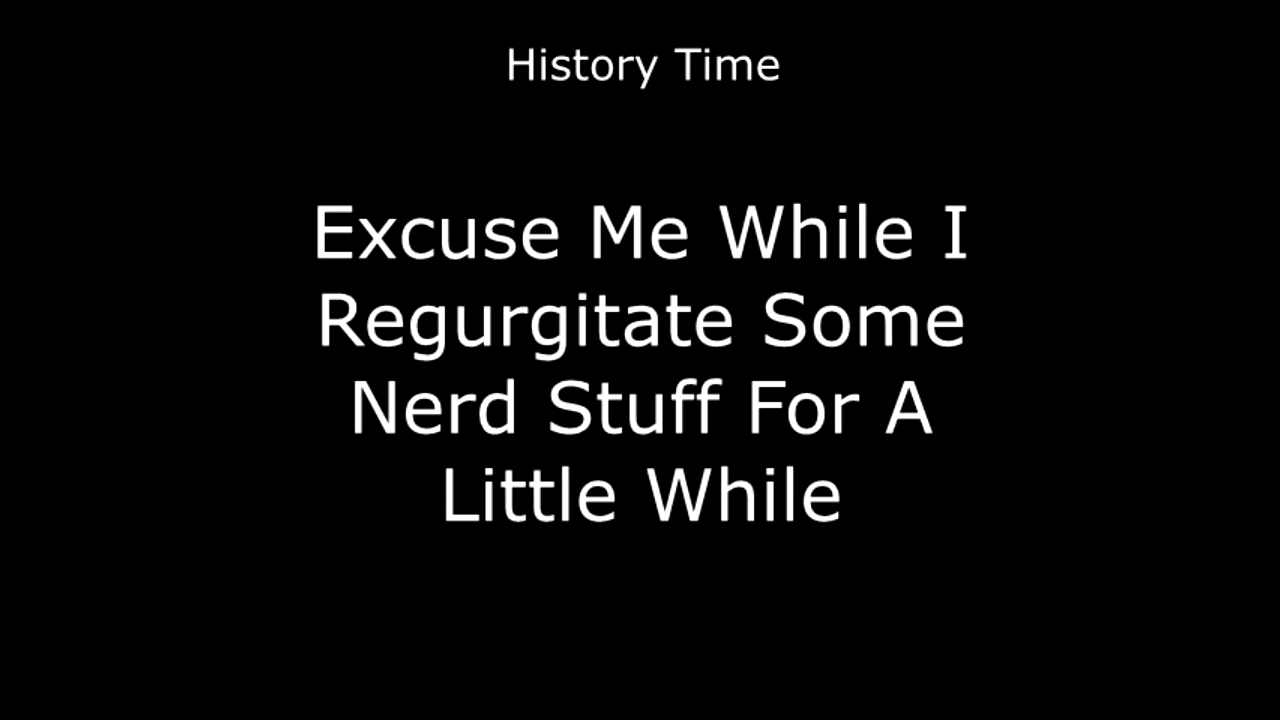 History Time
Excuse Me While I
Regurgitate Some
Nerd Stuff For A
Little While